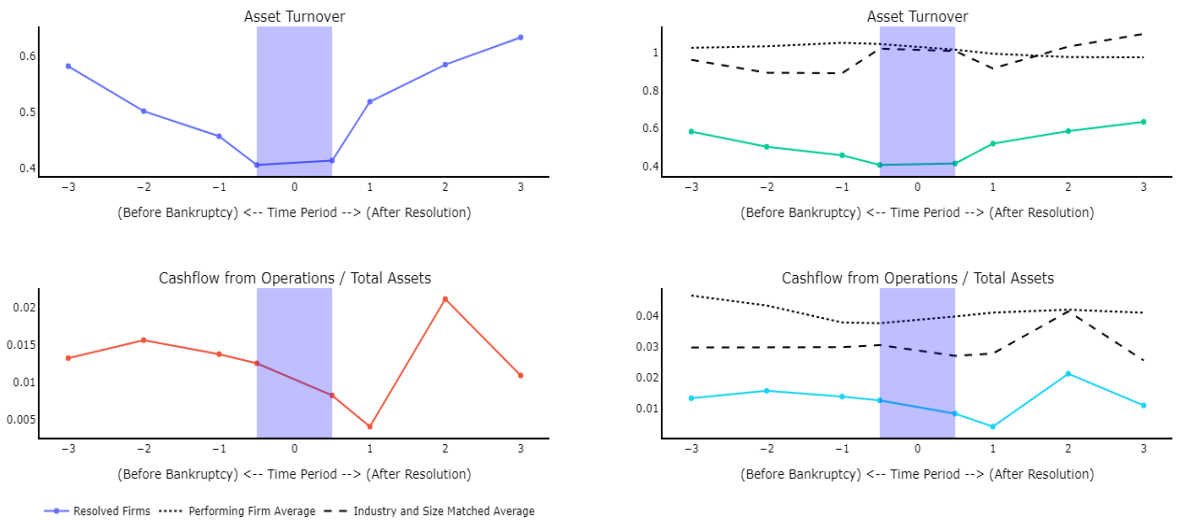 Asset Turnover
0.6
0.5
0.4
−3 −2 −1 0 1 2 3
(Before Bankruptcy) <-- Time Period --> (After Resolution)
Asset Turnover
1
0.8
0.6
0.4
−3 −2 −1 0 1 2 3
(Before Bankruptcy) <-- Time Period --> (After Resolution)
Cashflow from Operations / Total Assets
0.02
0.015
0.01
0.005
−3 −2 −1 0 1 2 3
(Before Bankruptcy) <-- Time Period --> (After Resolution)
Cashflow from Operations / Total Assets
0.04
0.03
0.02
0.01
−3 −2 −1 0 1 2 3
(Before Bankruptcy) <-- Time Period --> (After Resolution)
Resolved Firms Performing Firm Average Industry and Size Matched Average